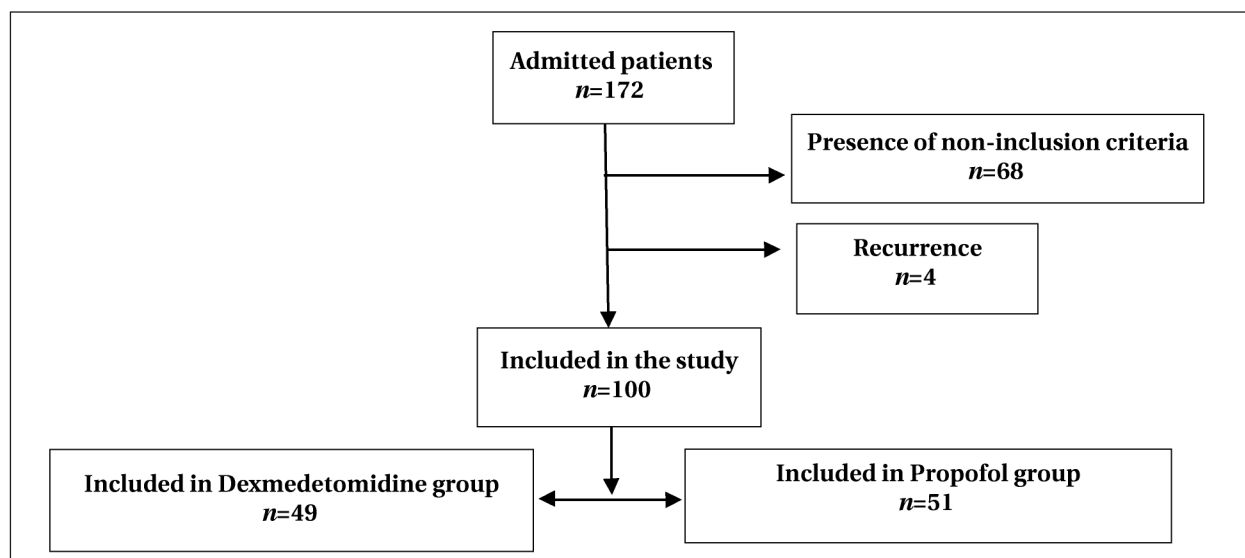 Admitted patients
n=172
Presence of non-inclusion criteria
n=68
Recurrence
n=4
Included in the study
n=100
Included in Dexmedetomidine group
n=49
Included in Propofol group
n=51